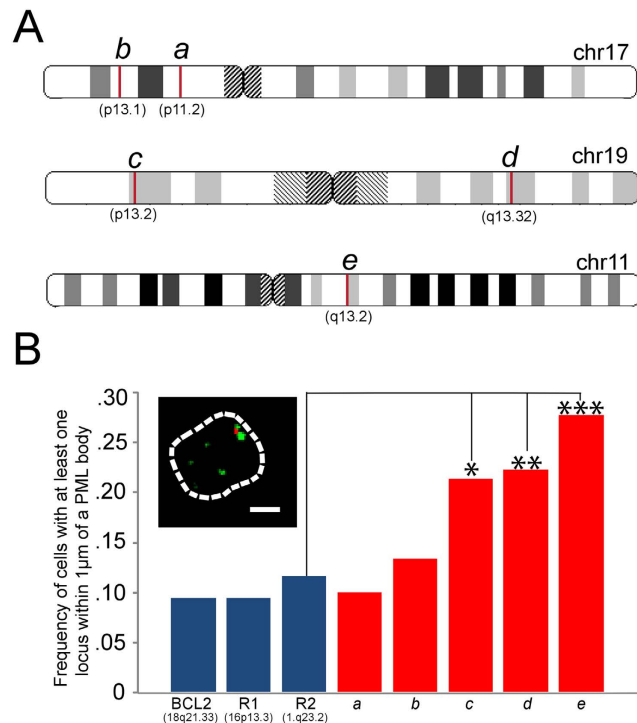 A
b a chr17
(p13.1) (p11.2)
c d chr19
(p13.2) (q13.32)
e chr11
(q13.2)
B
Frequency of cells with at least one
locus within 1µm of a PML body
.30
.25
.20
.15
.10
.05
0
* ** ***
BCL2 R1 R2 a b c d e
(18q21.33) (16p13.3) (1.q23.2)